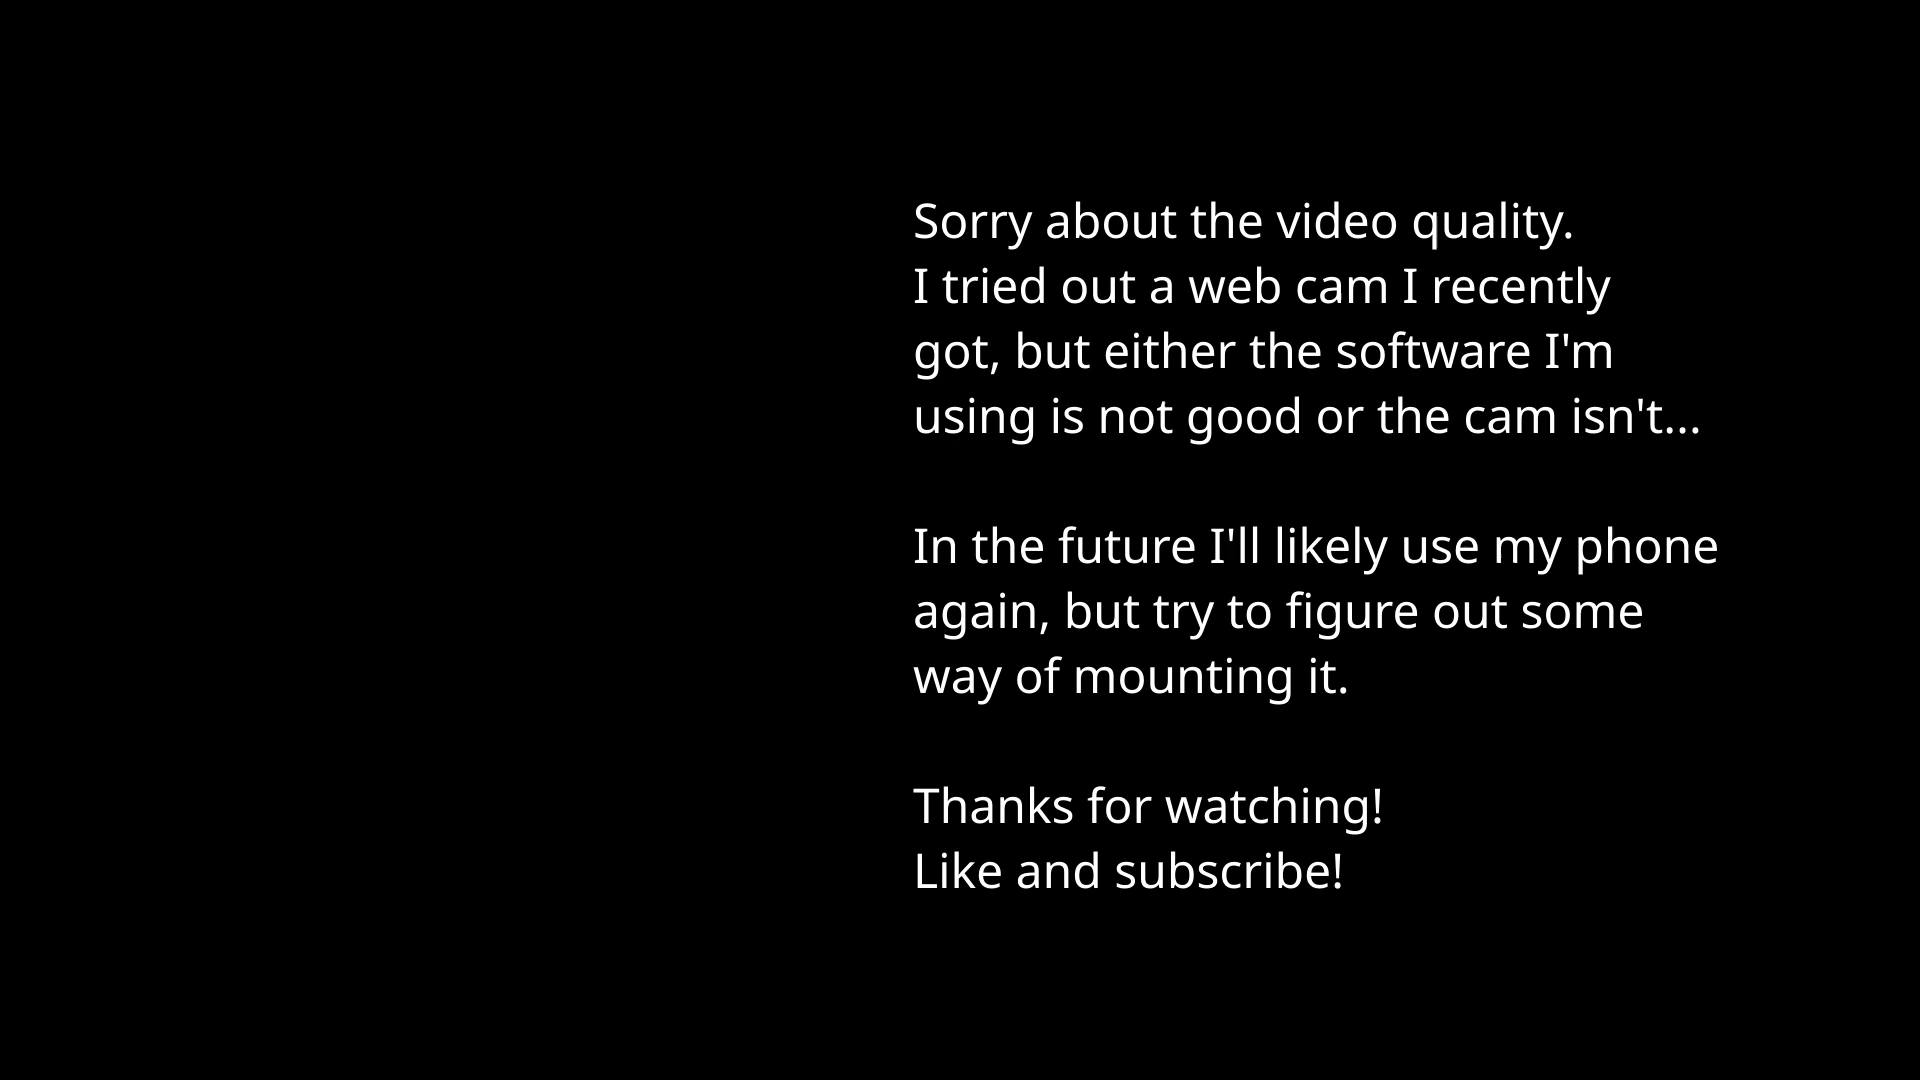 Sorry about the video quality.
I tried out a web cam I recently
got, but either the software I'm
using is not good or the cam isn't...
In the future I'll likely use my phone
again, but try to figure out some
way of mounting it.
Thanks for watching!
Like and subscribe!